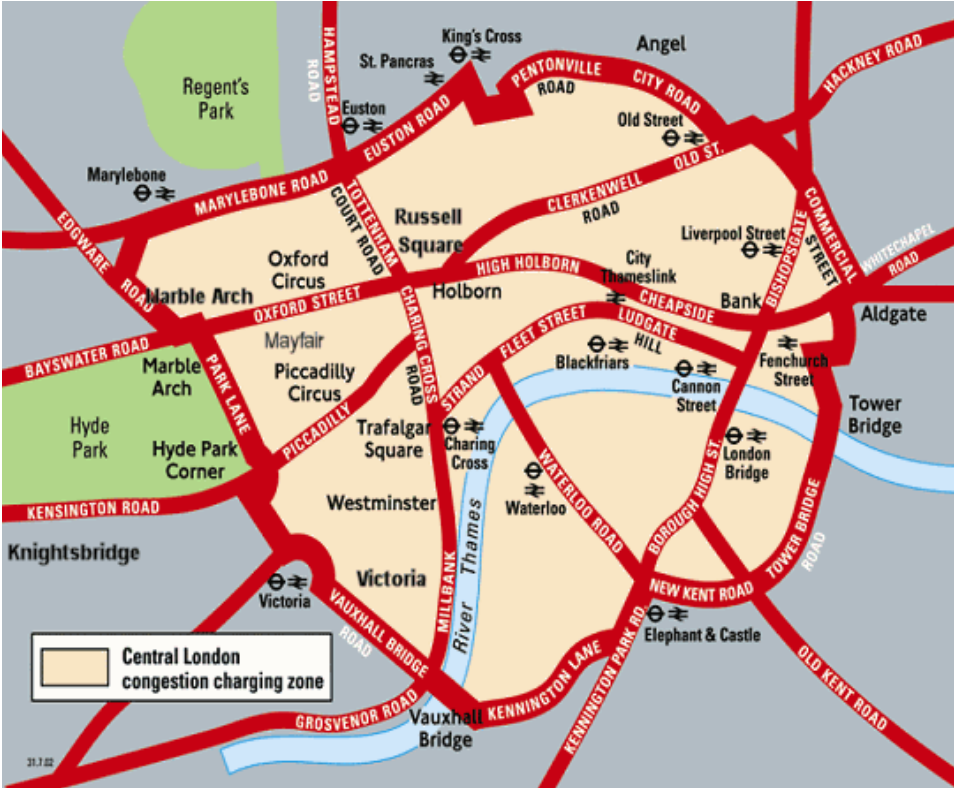 King's Cross
St. Pancras
Angel
HAMPSTEAD
ROAD
PENTONVILLE
ROAD
CITY ROAD
HACKNEY ROAD
Regent's
Park
Euston
EUSTON ROAD
Old Street
OLD ST.
Marylebone
MARYLEBONE ROAD
TOTTENHAM
COURT ROAD
CLERKENWELL
ROAD
EDGWARE
ROAD
Russell
Square
Liverpool Street
BISHOPSGATE
COMMERCIAL
STREET
WHITECHAPEL
ROAD
Oxford
Circus
HIGH HOLBORN
City
Thameslink
Marble Arch
OXFORD STREET
Holborn
CHEAPSIDE
Bank
Aldgate
BAYSWATER ROAD
Mayfair
CHARING CROSS
ROAD
FLEET STREET
LUDGATE
HILL
Marble
Arch
PARK LANE
Piccadilly
Circus
STRAND
Blackfriars
Fenchurch
Street
Cannon
Street
Hyde
Park
Hyde Park
Corner
PICCADILLY
Trafalgar
Square
Charing
Cross
Tower
Bridge
London
Bridge
KENSINGTON ROAD
Westminster
Waterloo
WATERLOO ROAD
BOROUGH HIGH ST.
TOWER BRIDGE
ROAD
Knightsbridge
Victoria
Victoria
MILLBANK
River Thames
NEW KENT ROAD
VAUXHALL BRIDGE
ROAD
Elephant & Castle
Central London
congestion charging zone
KENNINGTON LANE
KENNINGTON PARK RD.
OLD KENT ROAD
GROSVENOR ROAD
Vauxhall
Bridge
31.7.02